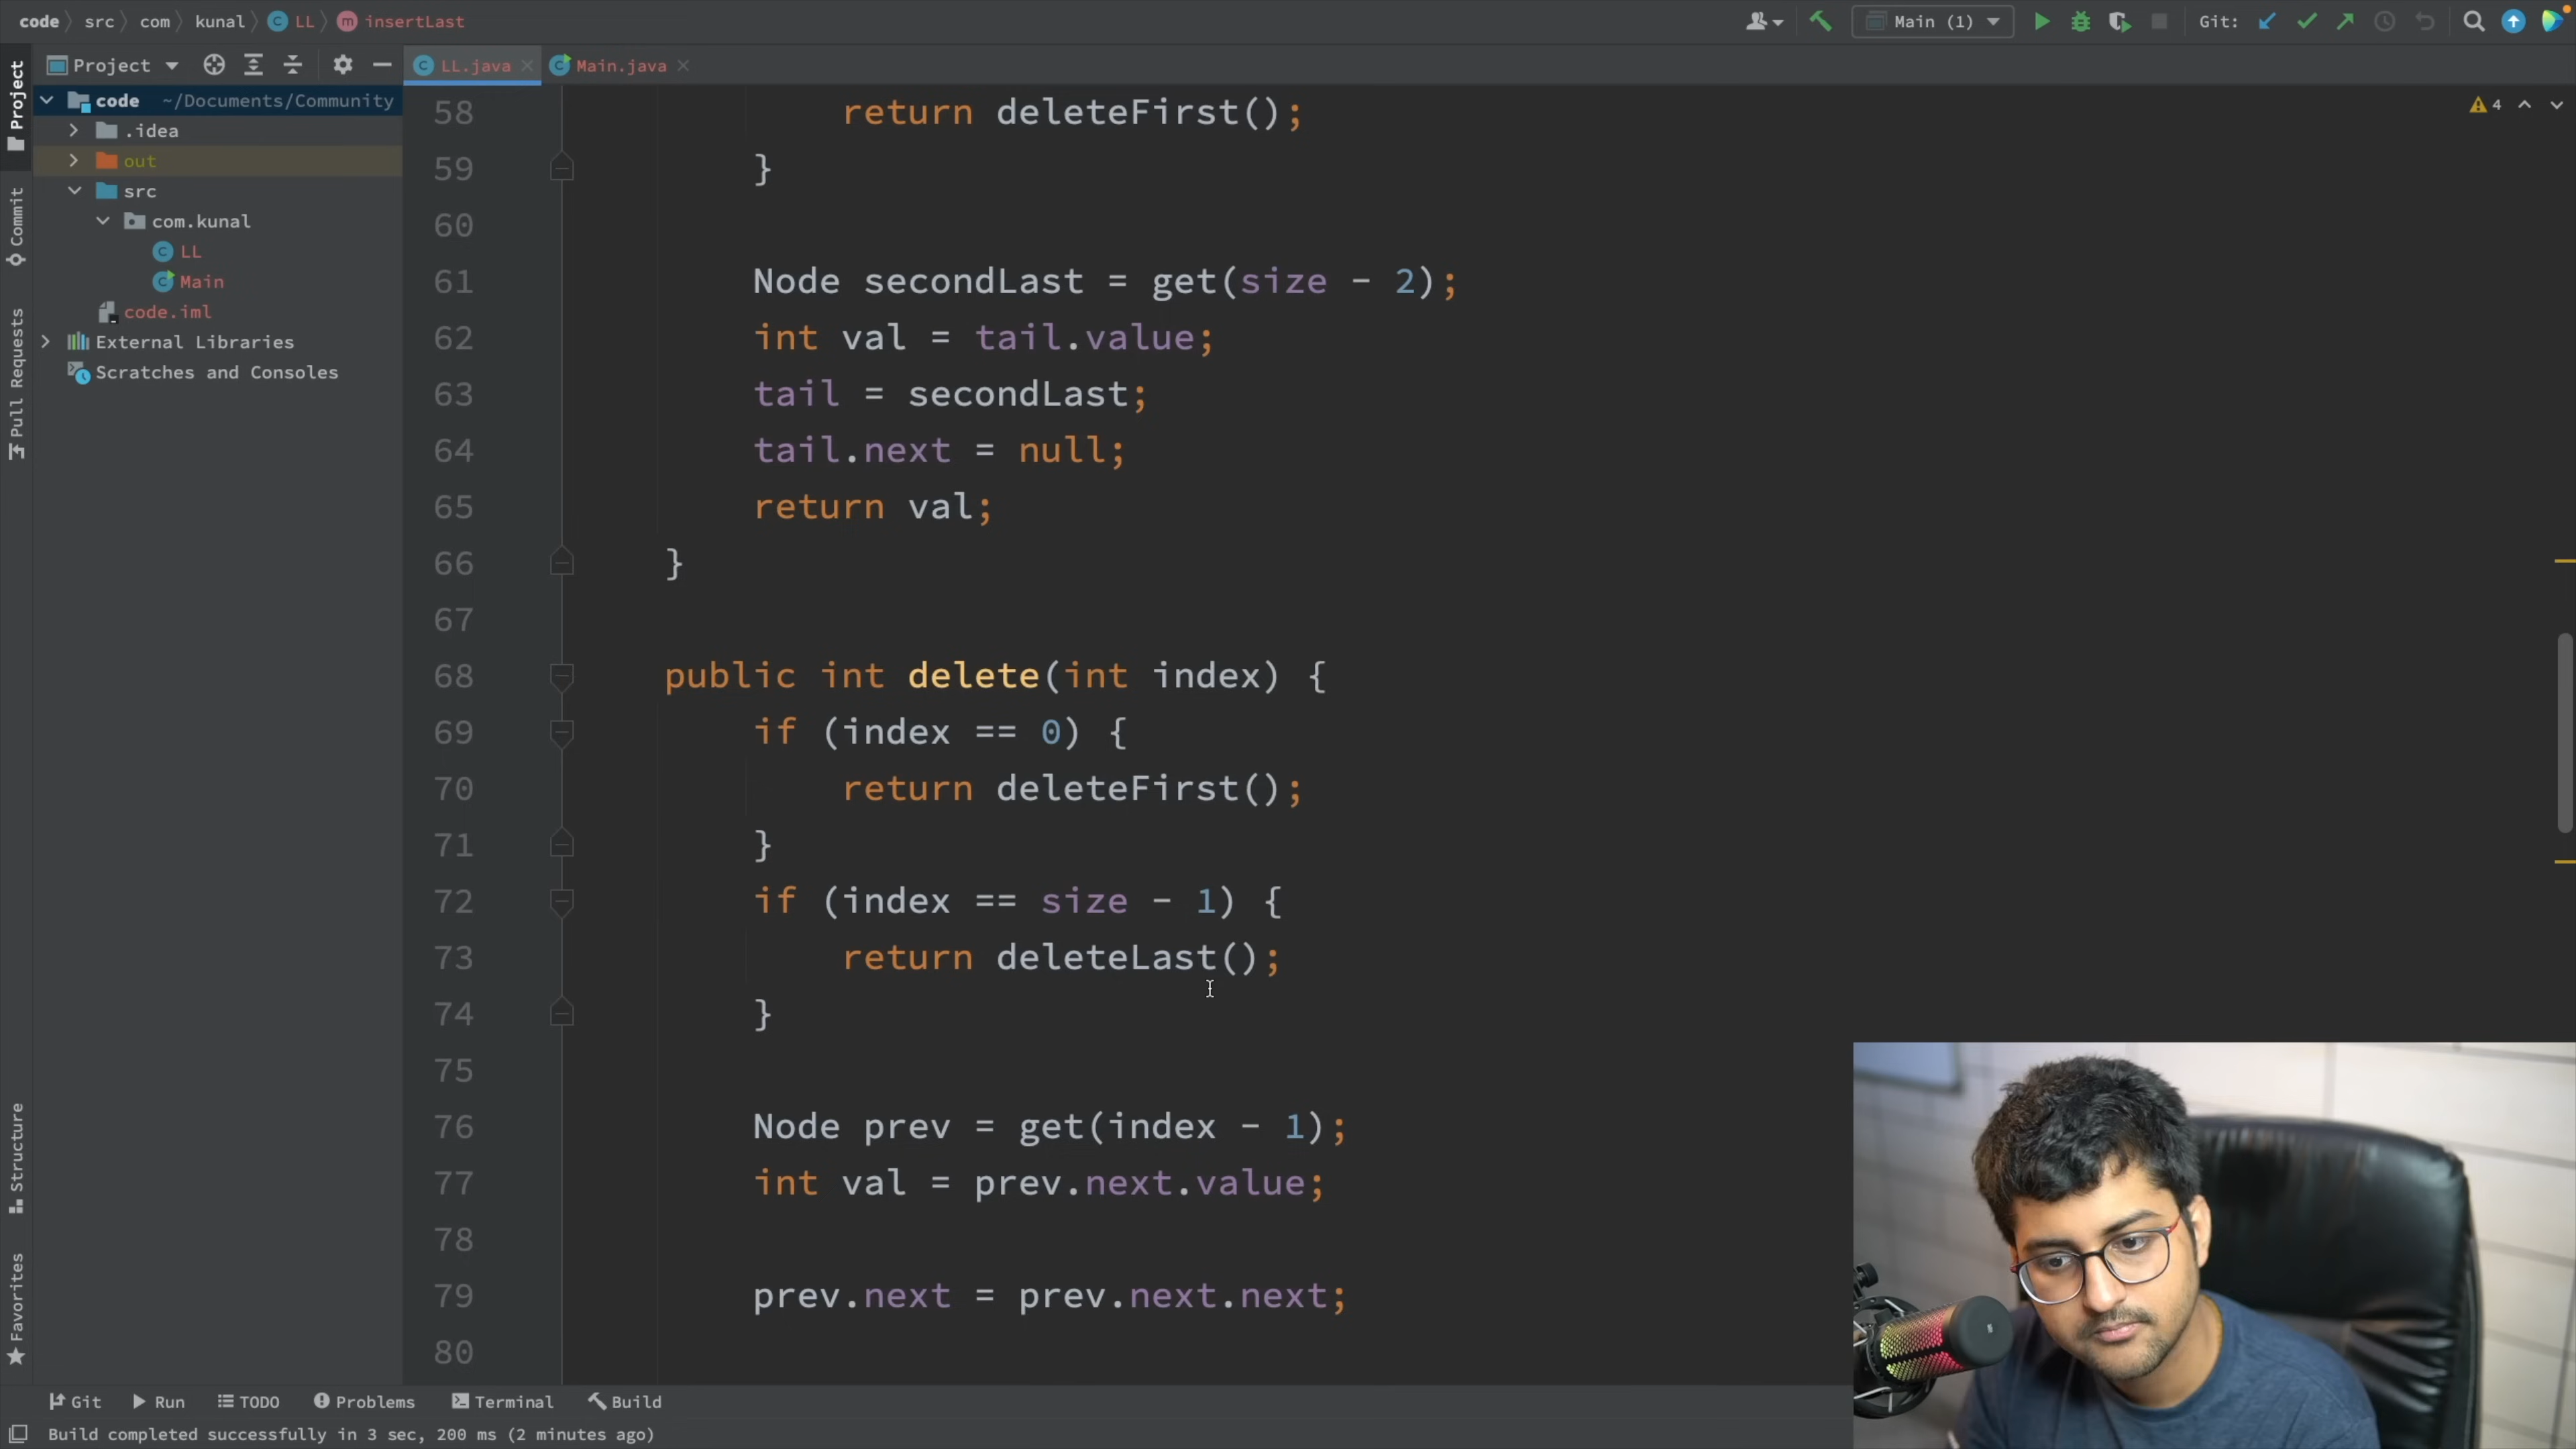 code src com kunal LL insertLast
Main (1) Git:
Project
LL.java Main.java
code ~/Documents/Community
.idea
out
src
com.kunal
LL
Main
code.iml
External Libraries
Scratches and Consoles
Project
Commit
Pull Requests
Structure
Favorites
4
58 return deleteFirst();
59 }
60
61 Node secondLast = get(size - 2);
62 int val = tail.value;
63 tail = secondLast;
64 tail.next = null;
65 return val;
66 }
67
68 public int delete(int index) {
69 if (index == 0) {
70 return deleteFirst();
71 }
72 if (index == size - 1) {
73 return deleteLast();
74 }
75
76 Node prev = get(index - 1);
77 int val = prev.next.value;
78
79 prev.next = prev.next.next;
80
Git Run TODO Problems Terminal Build
Build completed successfully in 3 sec, 200 ms (2 minutes ago)